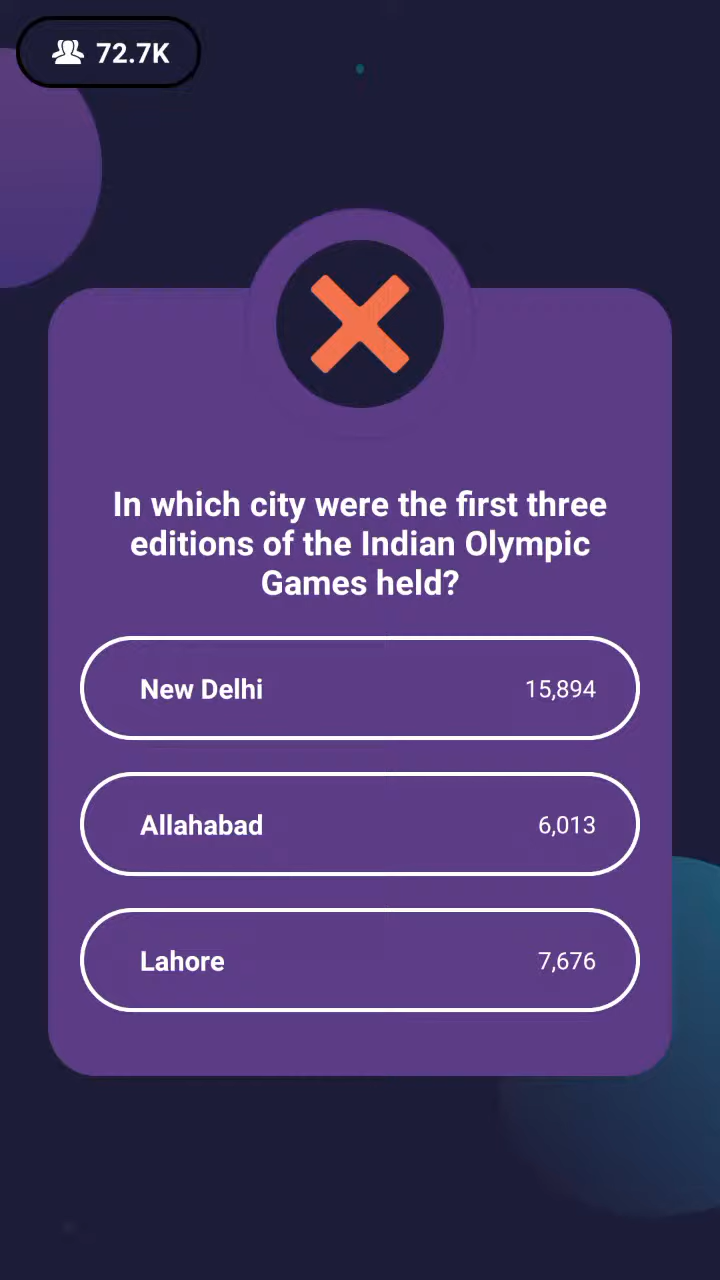 72.7K
In which city were the first three
editions of the Indian Olympic
Games held?
New Delhi 15,894
Allahabad 6,013
Lahore 7,676